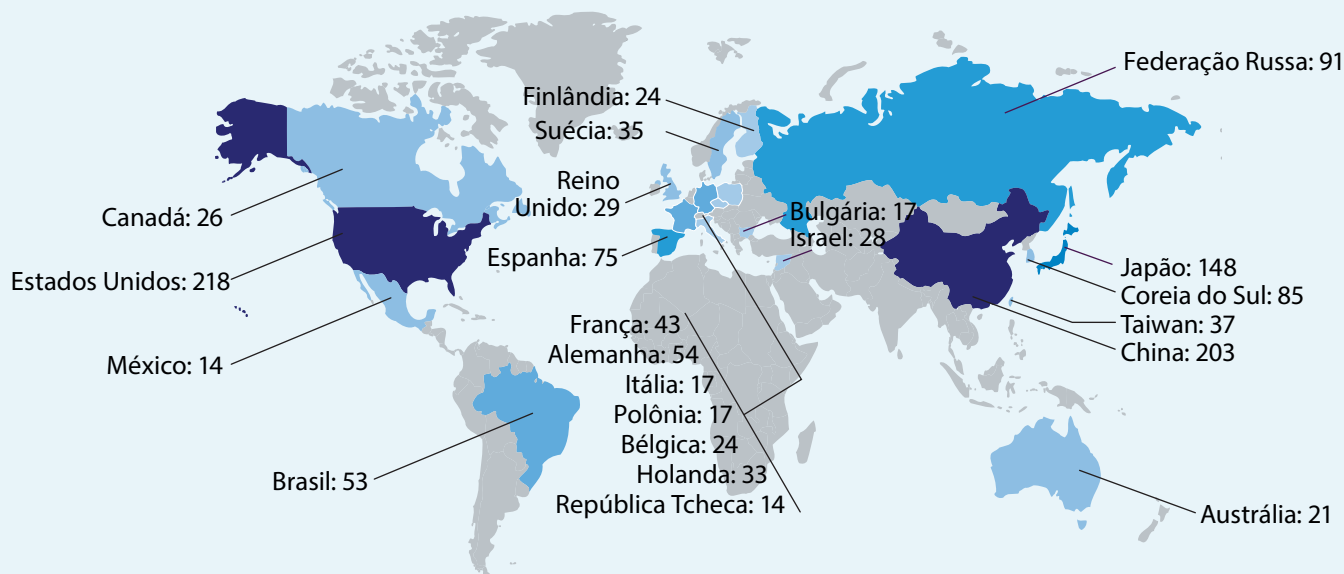 Federação Russa: 91
Finlândia: 24
Suécia: 35
Reino
Unido: 29
Canadá: 26
Bulgária: 17
Israel: 28
Espanha: 75
Estados Unidos: 218
Japão: 148
Coreia do Sul: 85
Taiwan: 37
China: 203
México: 14
França: 43
Alemanha: 54
Itália: 17
Polônia: 17
Bélgica: 24
Holanda: 33
República Tcheca: 14
Brasil: 53
Austrália: 21